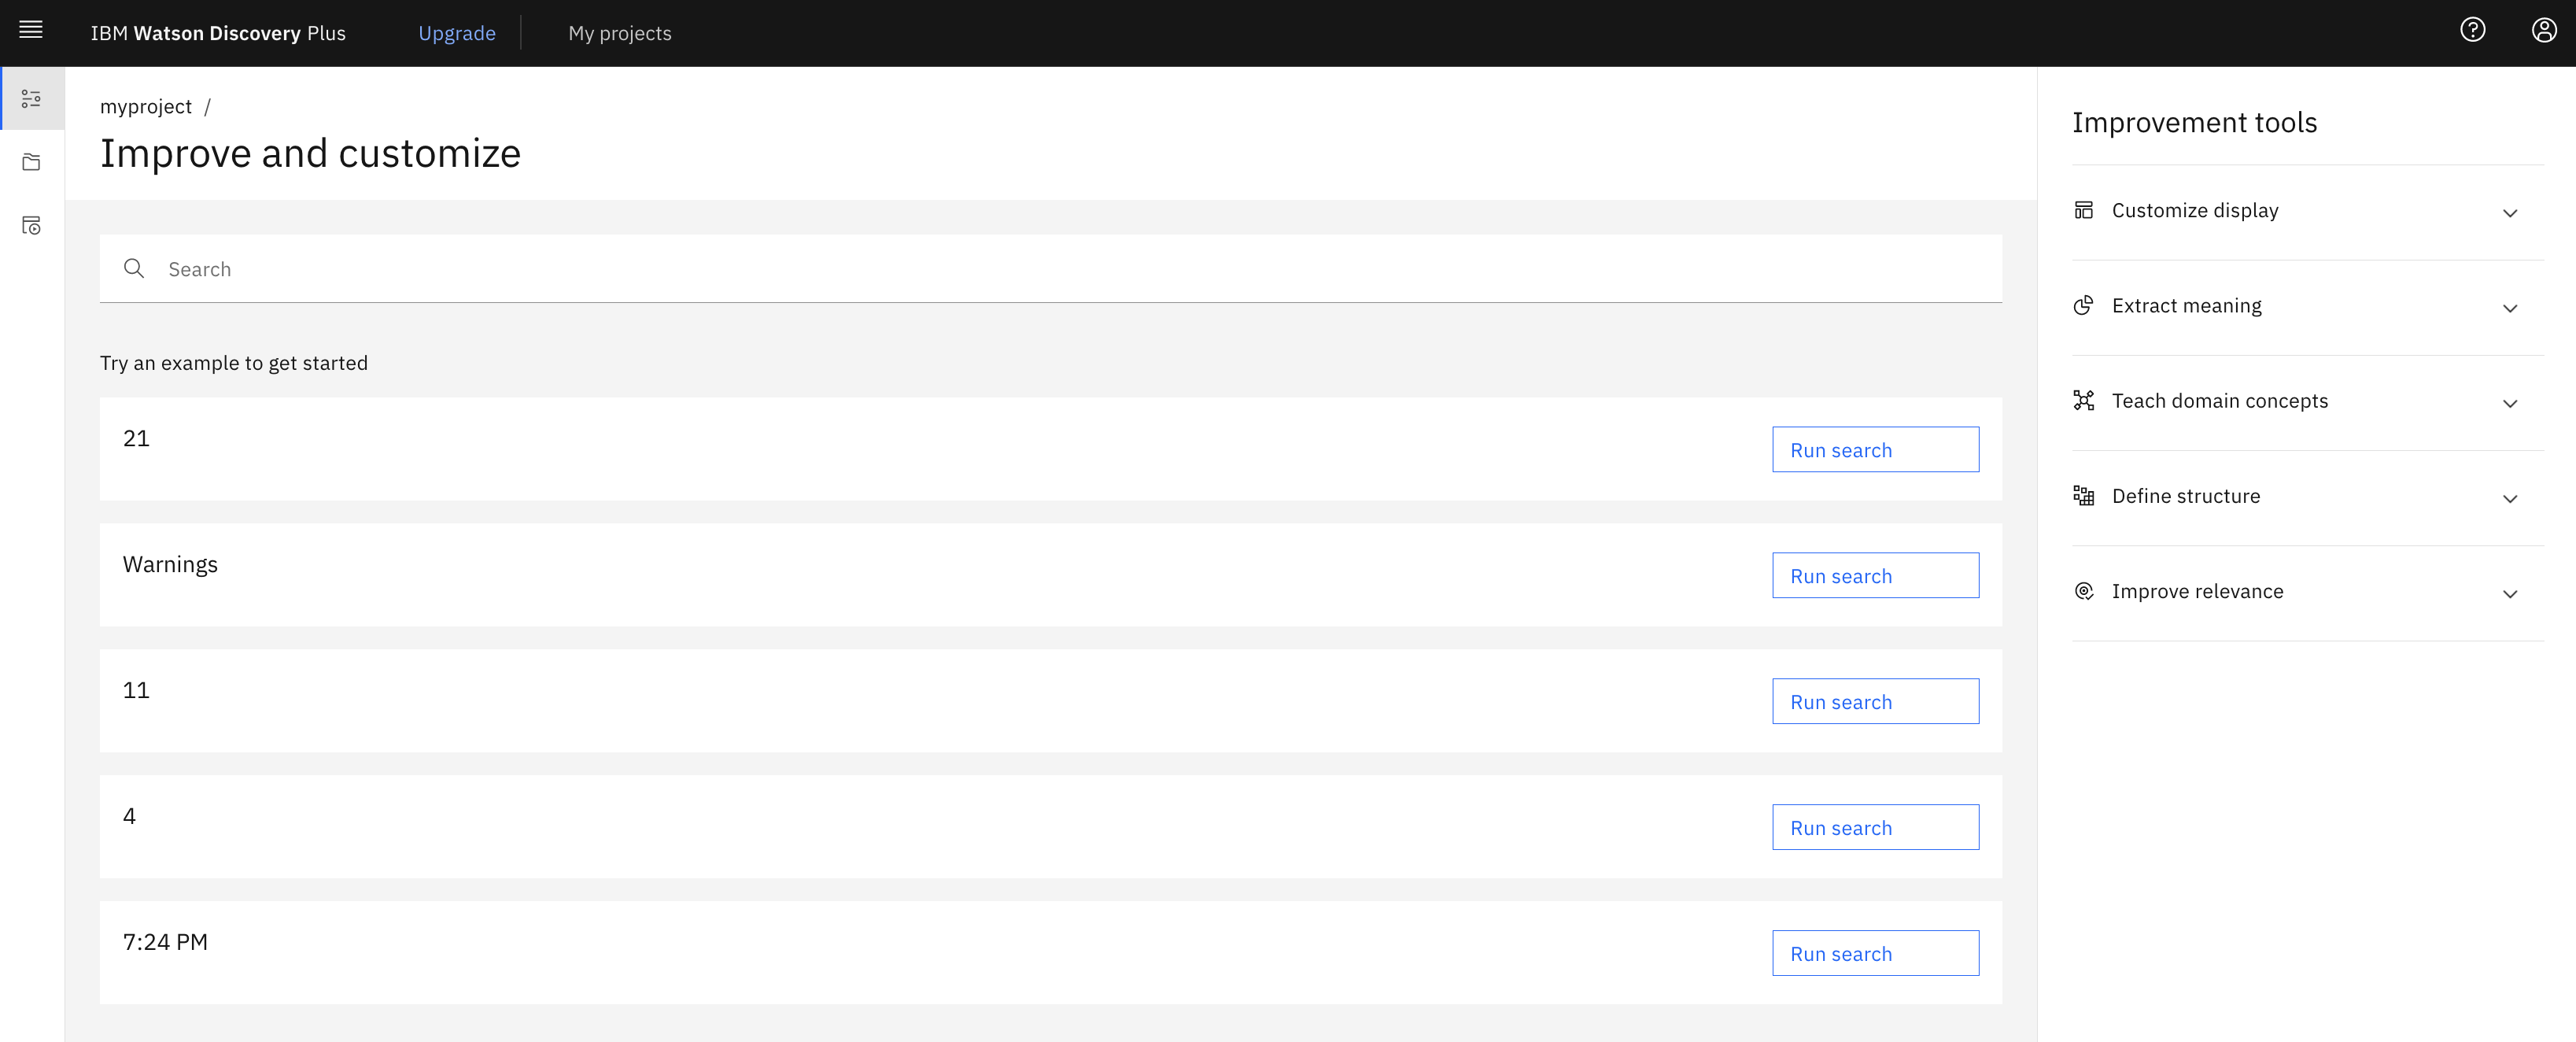 IBM Watson Discovery Plus
Upgrade
My projects
myproject /
Improve and customize
Search
Try an example to get started
21
Run search
Warnings
Run search
11
Run search
4
Run search
7:24 PM
Run search
Improvement tools
Customize display
Extract meaning
Teach domain concepts
Define structure
Improve relevance